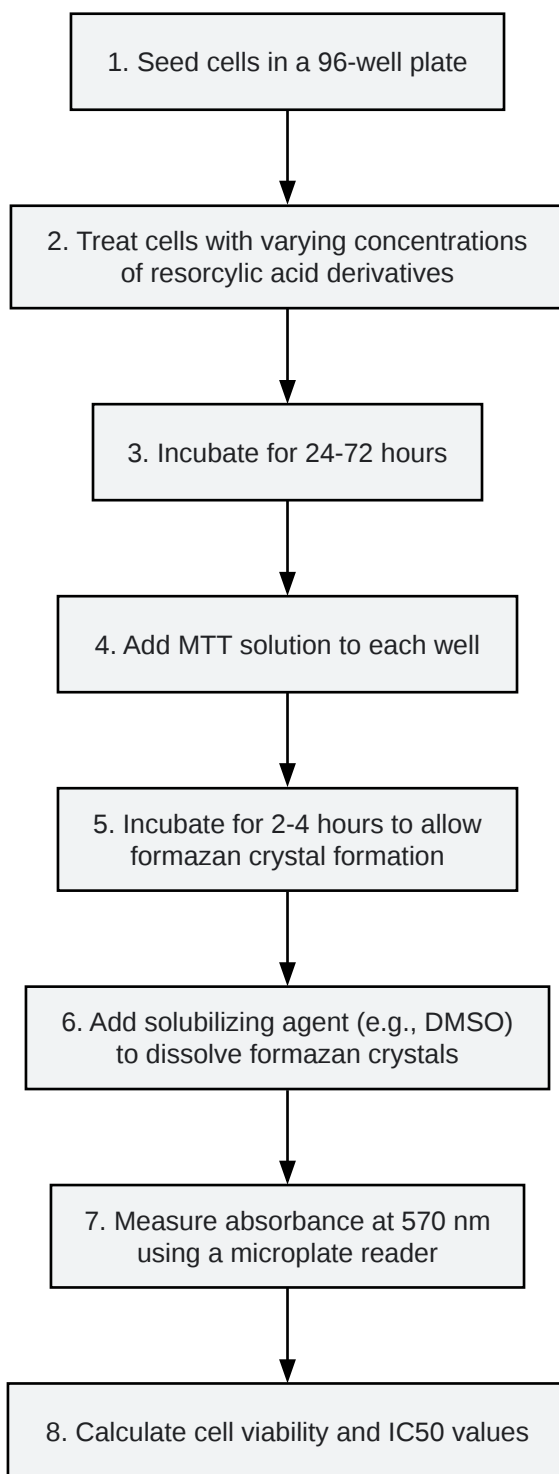 1. Seed cells in a 96-well plate
2. Treat cells with varying concentrations
of resorcylic acid derivatives
3. Incubate for 24-72 hours
4. Add MTT solution to each well
5. Incubate for 2-4 hours to allow
formazan crystal formation
6. Add solubilizing agent (e.g., DMSO)
to dissolve formazan crystals
7. Measure absorbance at 570 nm
using a microplate reader
8. Calculate cell viability and IC50 values